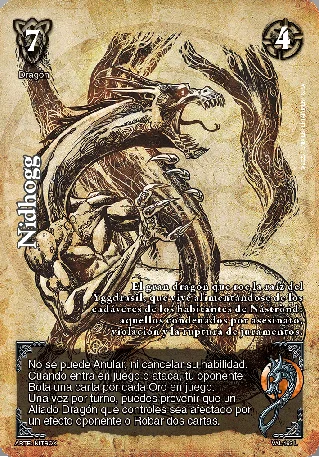 7
4
Dragón
Nidhogg
El gran dragón que roe la raíz del
Yggdrasil, que vive alimentándose de los
cadáveres de los habitantes de Nastrond:
aquellos condenados por asesinato,
violación y la ruptura de juramentos.
No se puede Anular, ni cancelar su habilidad.
Cuando entra en juego o ataca, tu oponente
Bota una carta por cada Oro en juego.
Una vez por turno, puedes prevenir que un
Aliado Dragón que controles sea afectado por
un efecto oponente o Robar dos cartas.